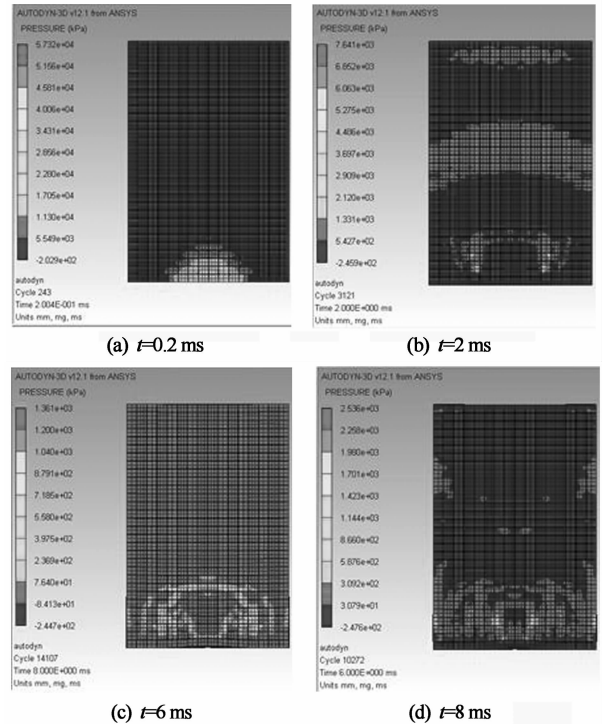 AUTODYN-3D v12.1 from ANSYS
PRESSURE (kPa)
5.732e+04
5.156e+04
4.581e+04
4.006e+04
3.431e+04
2.856e+04
2.280e+04
1.705e+04
1.130e+04
5.549e+03
-2.029e+02
autodyn
Cycle 243
Time 2.004E-001 ms
Units mm, mg, ms
(a) t=0.2 ms
AUTODYN-3D v12.1 from ANSYS
PRESSURE (kPa)
7.641e+03
6.852e+03
6.063e+03
5.275e+03
4.486e+03
3.697e+03
2.909e+03
2.120e+03
1.331e+03
5.427e+02
-2.459e+02
autodyn
Cycle 3121
Time 2.000E+000 ms
Units mm, mg, ms
(b) t=2 ms
AUTODYN-3D v12.1 from ANSYS
PRESSURE (kPa)
1.361e+03
1.200e+03
1.040e+03
8.791e+02
7.185e+02
5.580e+02
3.975e+02
2.369e+02
7.640e+01
-8.413e+01
-2.447e+02
autodyn
Cycle 14107
Time 8.000E+000 ms
Units mm, mg, ms
(c) t=6 ms
AUTODYN-3D v12.1 from ANSYS
PRESSURE (kPa)
2.536e+03
2.258e+03
1.980e+03
1.701e+03
1.423e+03
1.144e+03
8.660e+02
5.876e+02
3.092e+02
3.079e+01
-2.476e+02
autodyn
Cycle 10272
Time 6.000E+000 ms
Units mm, mg, ms
(d) t=8 ms